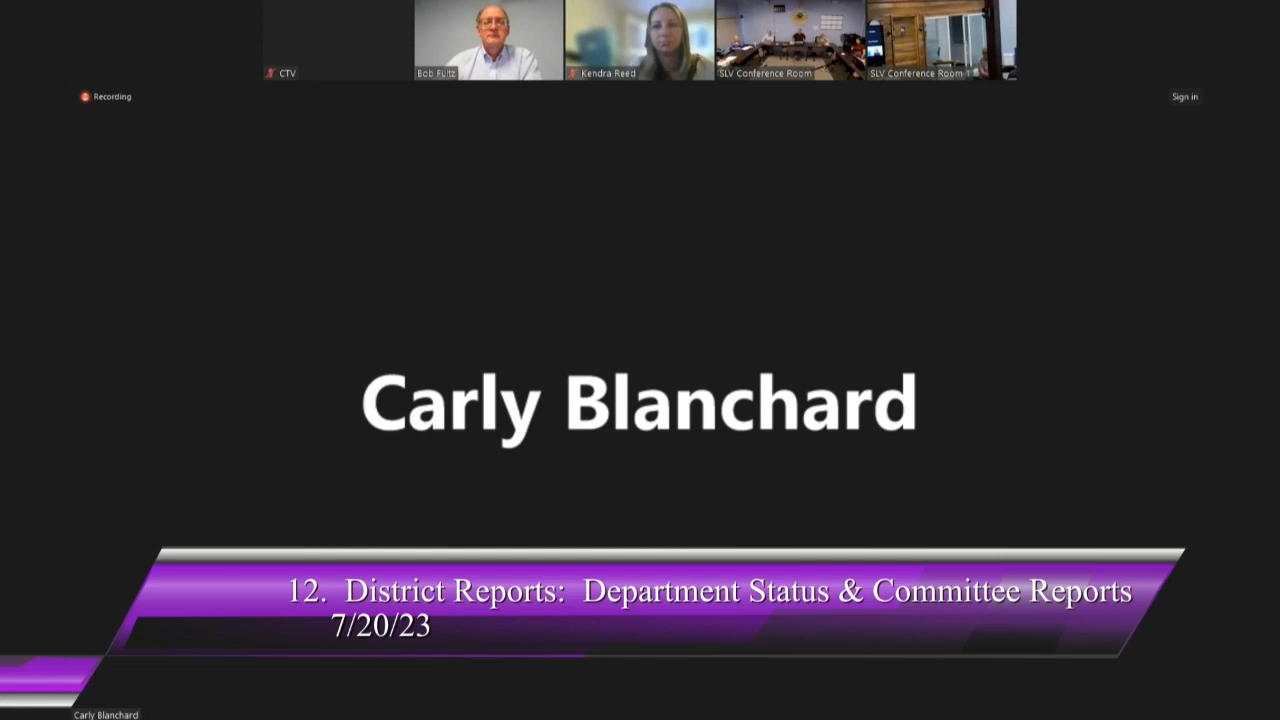 CTV
Bob Fultz
Kendra Reed
SLV Conference Room
SLV Conference Room 1
Recording
Sign in
Carly Blanchard
12. District Reports: Department Status & Committee Reports
7/20/23
Carly Blanchard